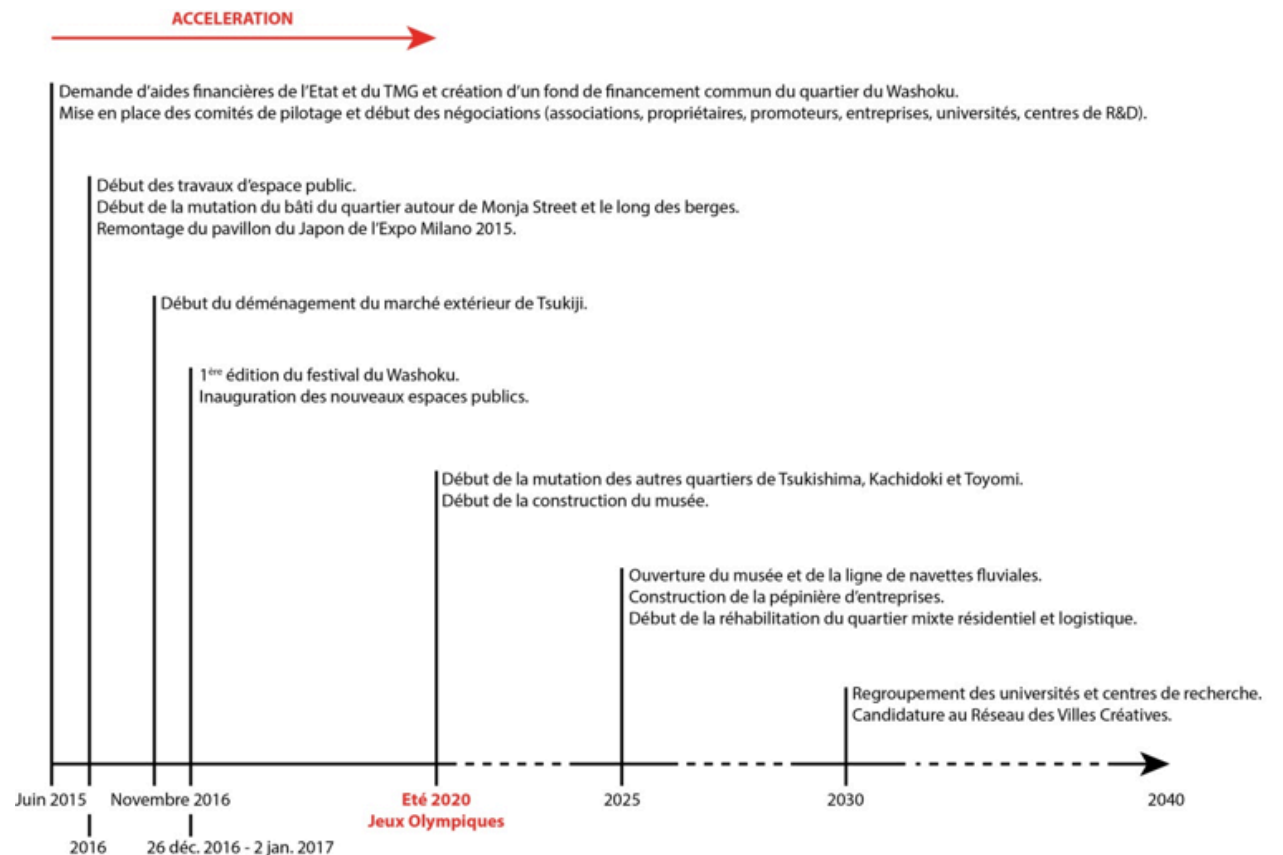 ACCELERATION
Demande d'aides financières de l'Etat et du TMG et création d'un fond de financement commun du quartier du Washoku.
Mise en place des comités de pilotage et début des négociations (associations, propriétaires, promoteurs, entreprises, universités, centres de R&D).
Début des travaux d'espace public.
Début de la mutation du bâti du quartier autour de Monja Street et le long des berges.
Remontage du pavillon du Japon de l'Expo Milano 2015.
Début du déménagement du marché extérieur de Tsukiji.
1ère édition du festival du Washoku.
Inauguration des nouveaux espaces publics.
Début de la mutation des autres quartiers de Tsukishima, Kachidoki et Toyomi.
Début de la construction du musée.
Ouverture du musée et de la ligne de navettes fluviales.
Construction de la pépinière d'entreprises.
Début de la réhabilitation du quartier mixte résidentiel et logistique.
Regroupement des universités et centres de recherche.
Candidature au Réseau des Villes Créatives.
Juin 2015
Novembre 2016
Eté 2020
Jeux Olympiques
2025
2030
2040
2016
26 déc. 2016 - 2 jan. 2017